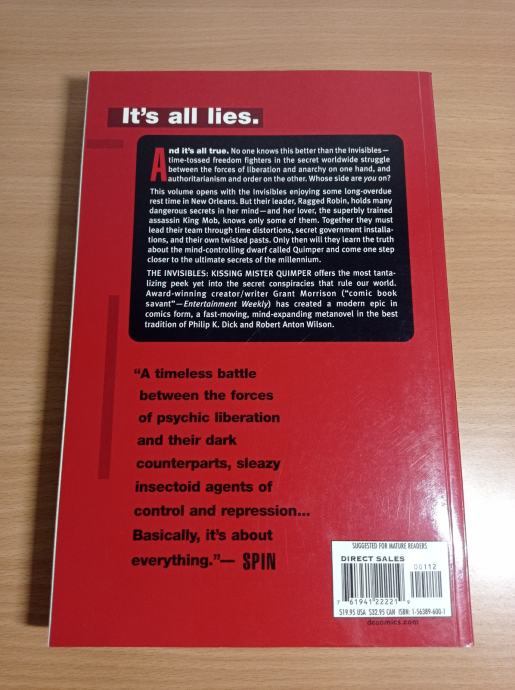 It's all lies.
And it's all true. No one knows this better than the Invisibles—
time-tossed freedom fighters in the secret worldwide struggle
between the forces of liberation and anarchy on one hand, and
authoritarianism and order on the other. Whose side are you on?
This volume opens with the Invisibles enjoying some long-overdue
rest time in New Orleans. But their leader, Ragged Robin, holds many
dangerous secrets in her mind—and her lover, the superbly trained
assassin King Mob, knows only some of them. Together they must
lead their team through time distortions, secret government installa-
tions, and their own twisted pasts. Only then will they learn the truth
about the mind-controlling dwarf called Quimper and come one step
closer to the ultimate secrets of the millennium.
THE INVISIBLES: KISSING MISTER QUIMPER offers the most tanta-
lizing peek yet into the secret conspiracies that rule our world.
Award-winning creator/writer Grant Morrison ("comic book
savant"—Entertainment Weekly) has created a modern epic in
comics form, a fast-moving, mind-expanding metanovel in the best
tradition of Philip K. Dick and Robert Anton Wilson.
"A timeless battle
between the forces
of psychic liberation
and their dark
counterparts, sleazy
insectoid agents of
control and repression...
Basically, it's about
everything."— SPIN
SUGGESTED FOR MATURE READERS
DIRECT SALES
00112
7 61941 22221 9
$19.95 USA $32.95 CAN ISBN: 1-56389-600-1
dccomics.com